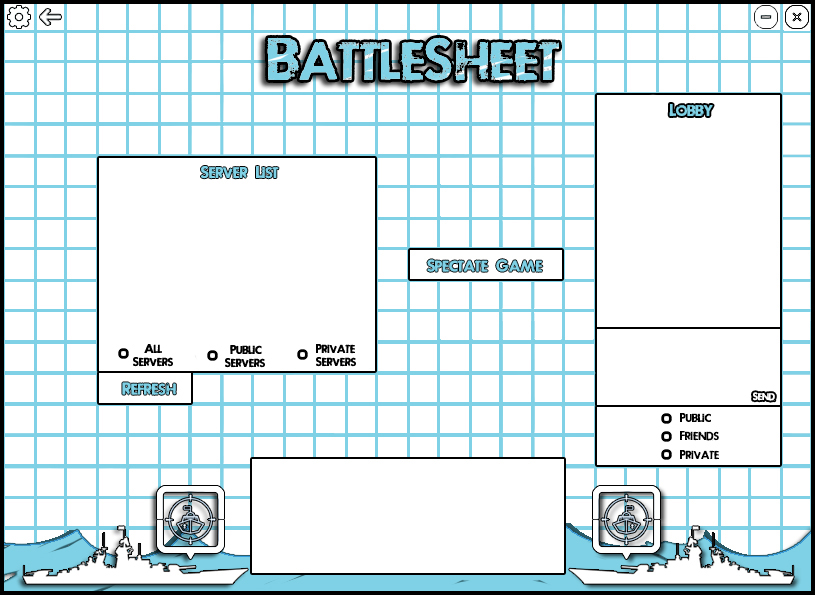 BATTLESHEET
LOBBY
SERVER LIST
SPECTATE GAME
ALL
SERVERS
PUBLIC
SERVERS
PRIVATE
SERVERS
REFRESH
SEND
PUBLIC
FRIENDS
PRIVATE